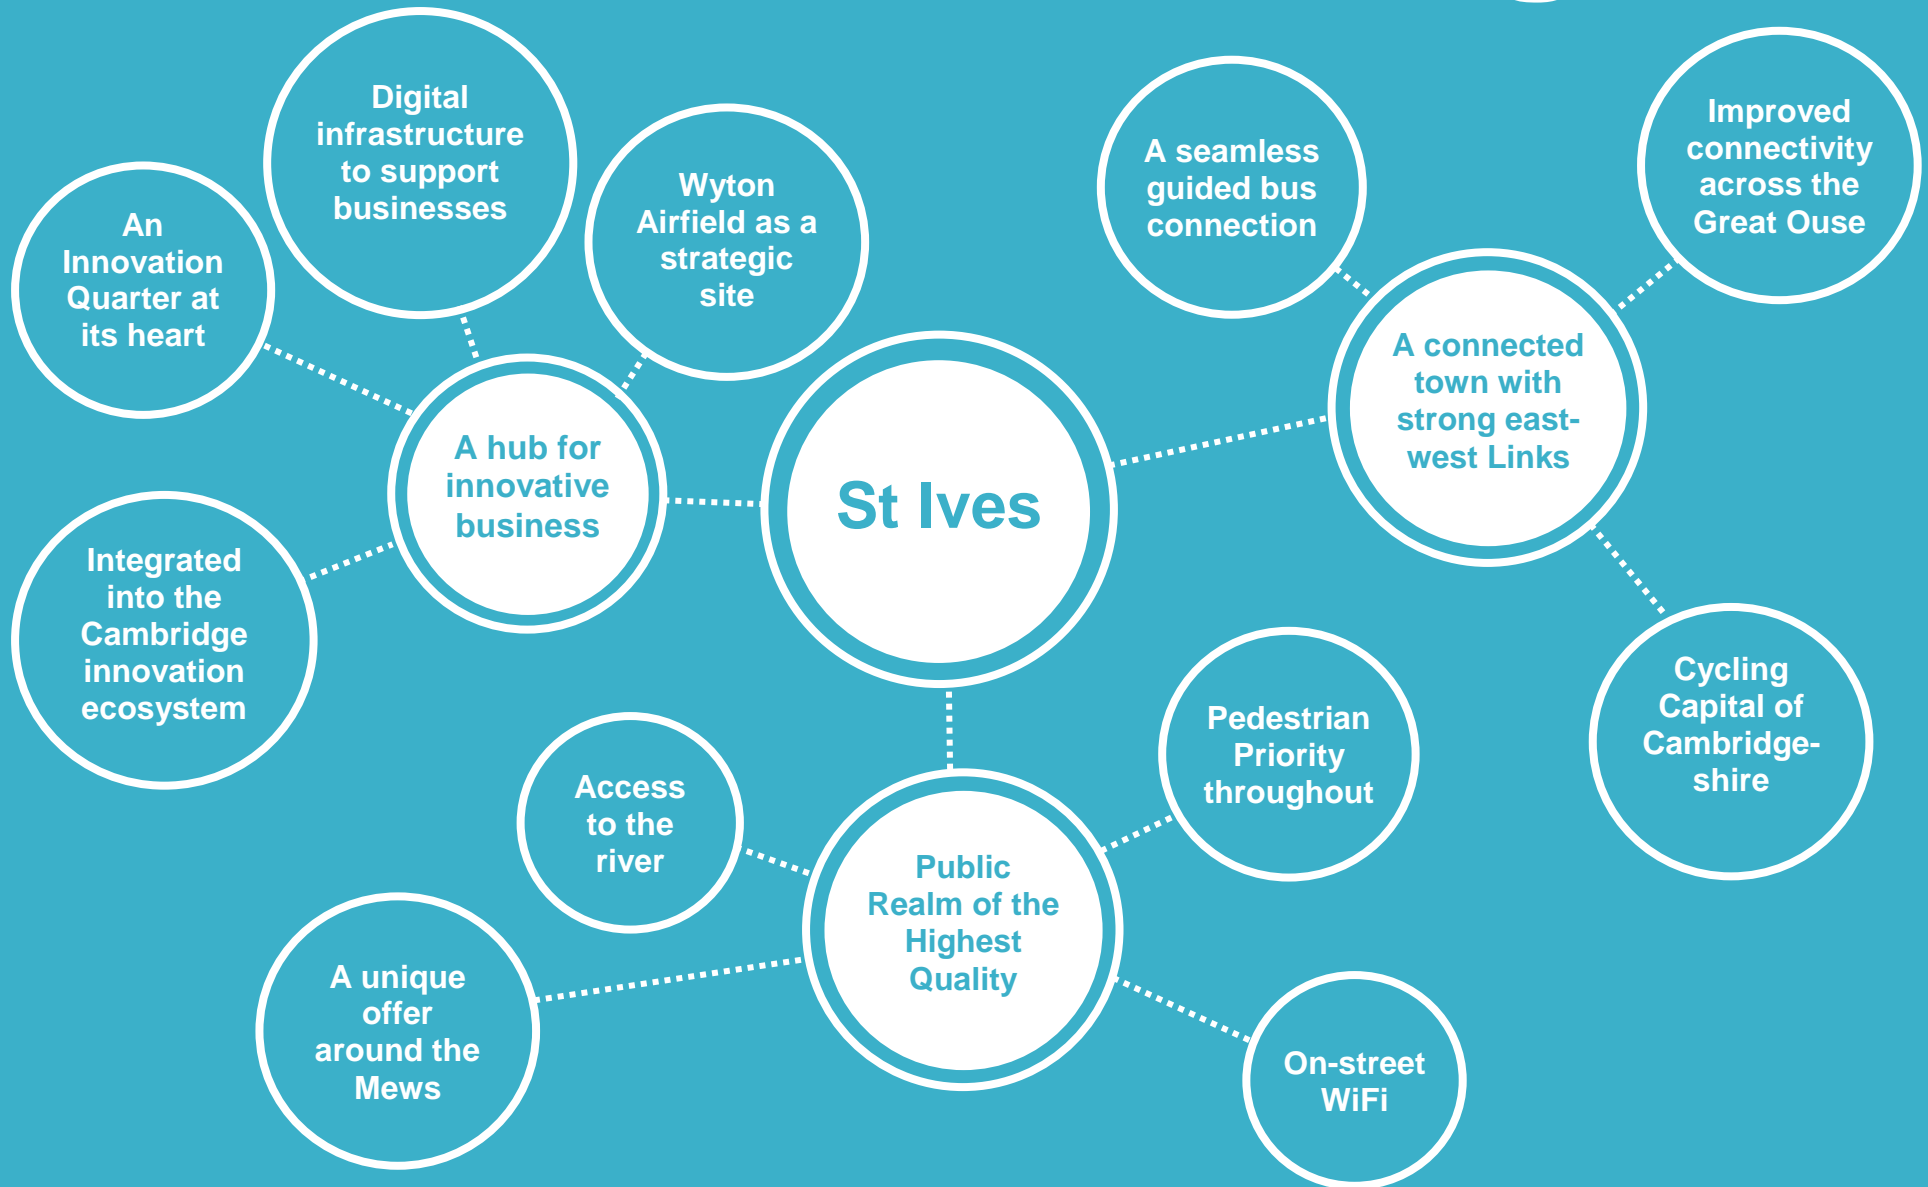 Digital
infrastructure
to support
businesses
An
Innovation
Quarter at
its heart
Wyton
Airfield as a
strategic
site
A hub for
innovative
business
Integrated
into the
Cambridge
innovation
ecosystem
St Ives
A seamless
guided bus
connection
Improved
connectivity
across the
Great Ouse
A connected
town with
strong east-
west Links
Cycling
Capital of
Cambridge-
shire
Access
to the
river
Pedestrian
Priority
throughout
Public
Realm of the
Highest
Quality
A unique
offer
around the
Mews
On-street
WiFi